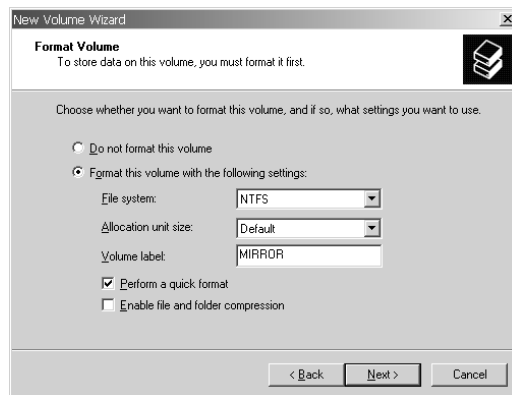 New Volume Wizard
Format Volume
To store data on this volume, you must format it first.
Choose whether you want to format this volume, and if so, what settings you want to use.
Do not format this volume
Format this volume with the following settings:
File system: NTFS
Allocation unit size: Default
Volume label: MIRROR
Perform a quick format
Enable file and folder compression
< Back Next > Cancel